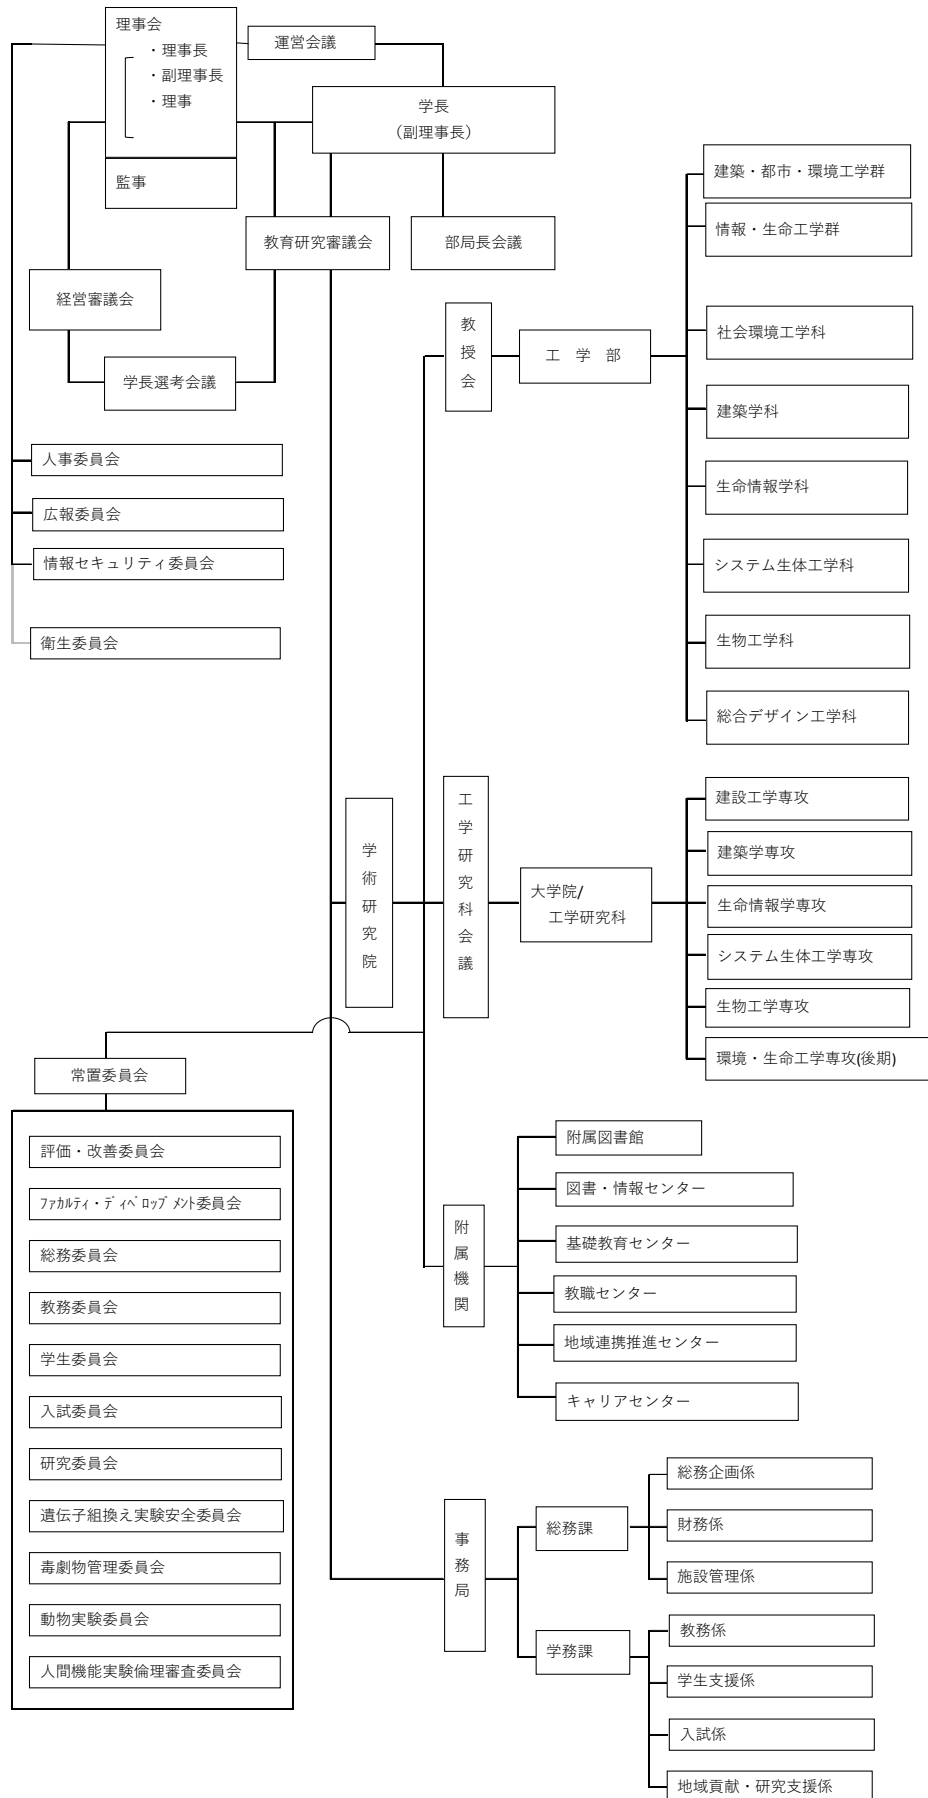 理事会
・理事長
・副理事長
・理事
監事
運営会議
学長
（副理事長）
教育研究審議会
部局長会議
経営審議会
学長選考会議
人事委員会
広報委員会
情報セキュリティ委員会
衛生委員会
教授会
工 学 部
建築・都市・環境工学群
情報・生命工学群
社会環境工学科
建築学科
生命情報学科
システム生体工学科
生物工学科
総合デザイン工学科
学術研究院
工学研究科会議
大学院/
工学研究科
建設工学専攻
建築学専攻
生命情報学専攻
システム生体工学専攻
生物工学専攻
環境・生命工学専攻(後期)
常置委員会
評価・改善委員会
ﾌｧｶﾙﾃｨ・ﾃﾞｨﾍﾞﾛｯﾌﾟﾒﾝﾄ委員会
総務委員会
教務委員会
学生委員会
入試委員会
研究委員会
遺伝子組換え実験安全委員会
毒劇物管理委員会
動物実験委員会
人間機能実験倫理審査委員会
附属機関
附属図書館
図書・情報センター
基礎教育センター
教職センター
地域連携推進センター
キャリアセンター
事務局
総務課
総務企画係
財務係
施設管理係
学務課
教務係
学生支援係
入試係
地域貢献・研究支援係